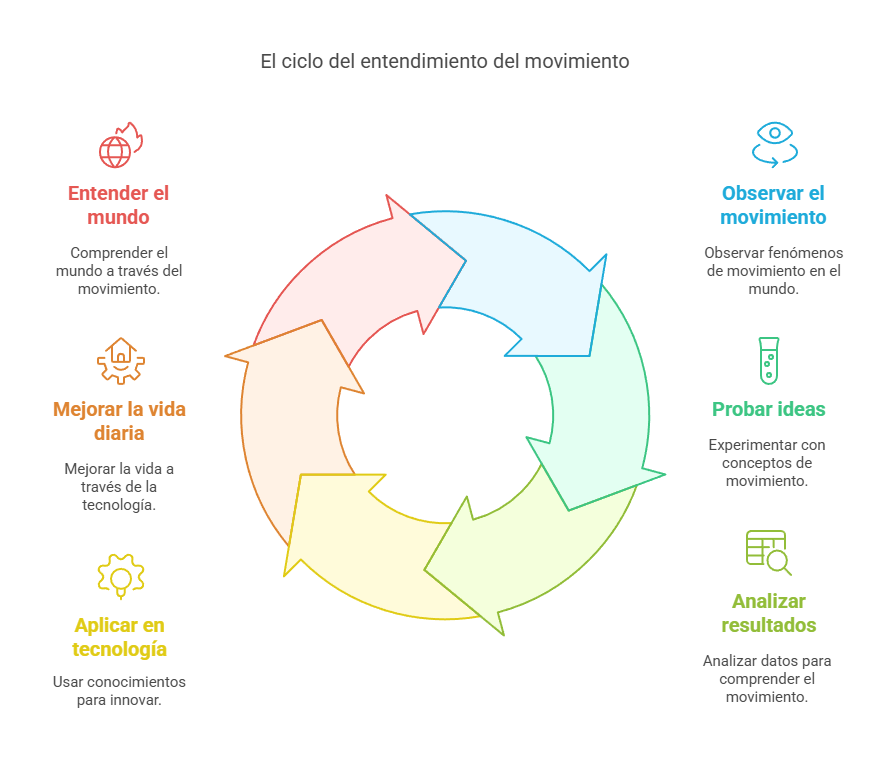 El ciclo del entendimiento del movimiento
Entender el
mundo
Comprender el
mundo a través del
movimiento.
Mejorar la vida
diaria
Mejorar la vida a
través de la
tecnología.
Aplicar en
tecnología
Usar conocimientos
para innovar.
Observar el
movimiento
Observar fenómenos
de movimiento en el
mundo.
Probar ideas
Experimentar con
conceptos de
movimiento.
Analizar
resultados
Analizar datos para
comprender el
movimiento.